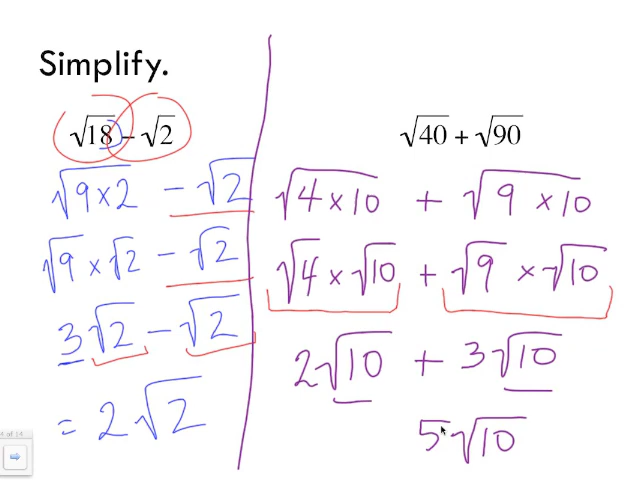 Simplify.
√18 − √2
√9 × 2 − √2
√9 × √2 − √2
3√2 − √2
= 2√2
√40 + √90
√4 × 10 + √9 × 10
√4 × √10 + √9 × √10
2√10 + 3√10
5√10